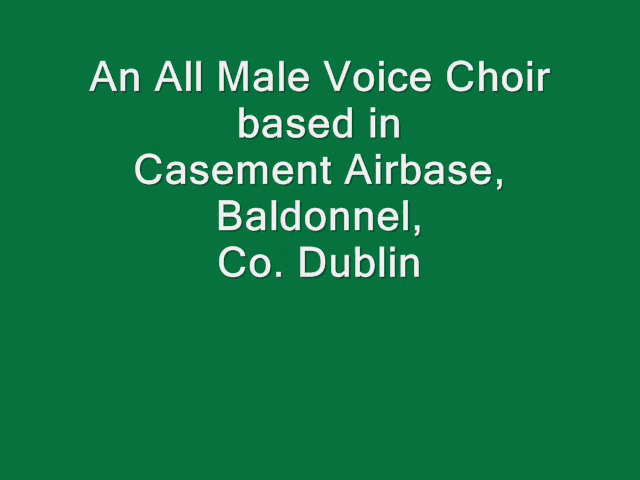 An All Male Voice Choir
based in
Casement Airbase,
Baldonnel,
Co. Dublin